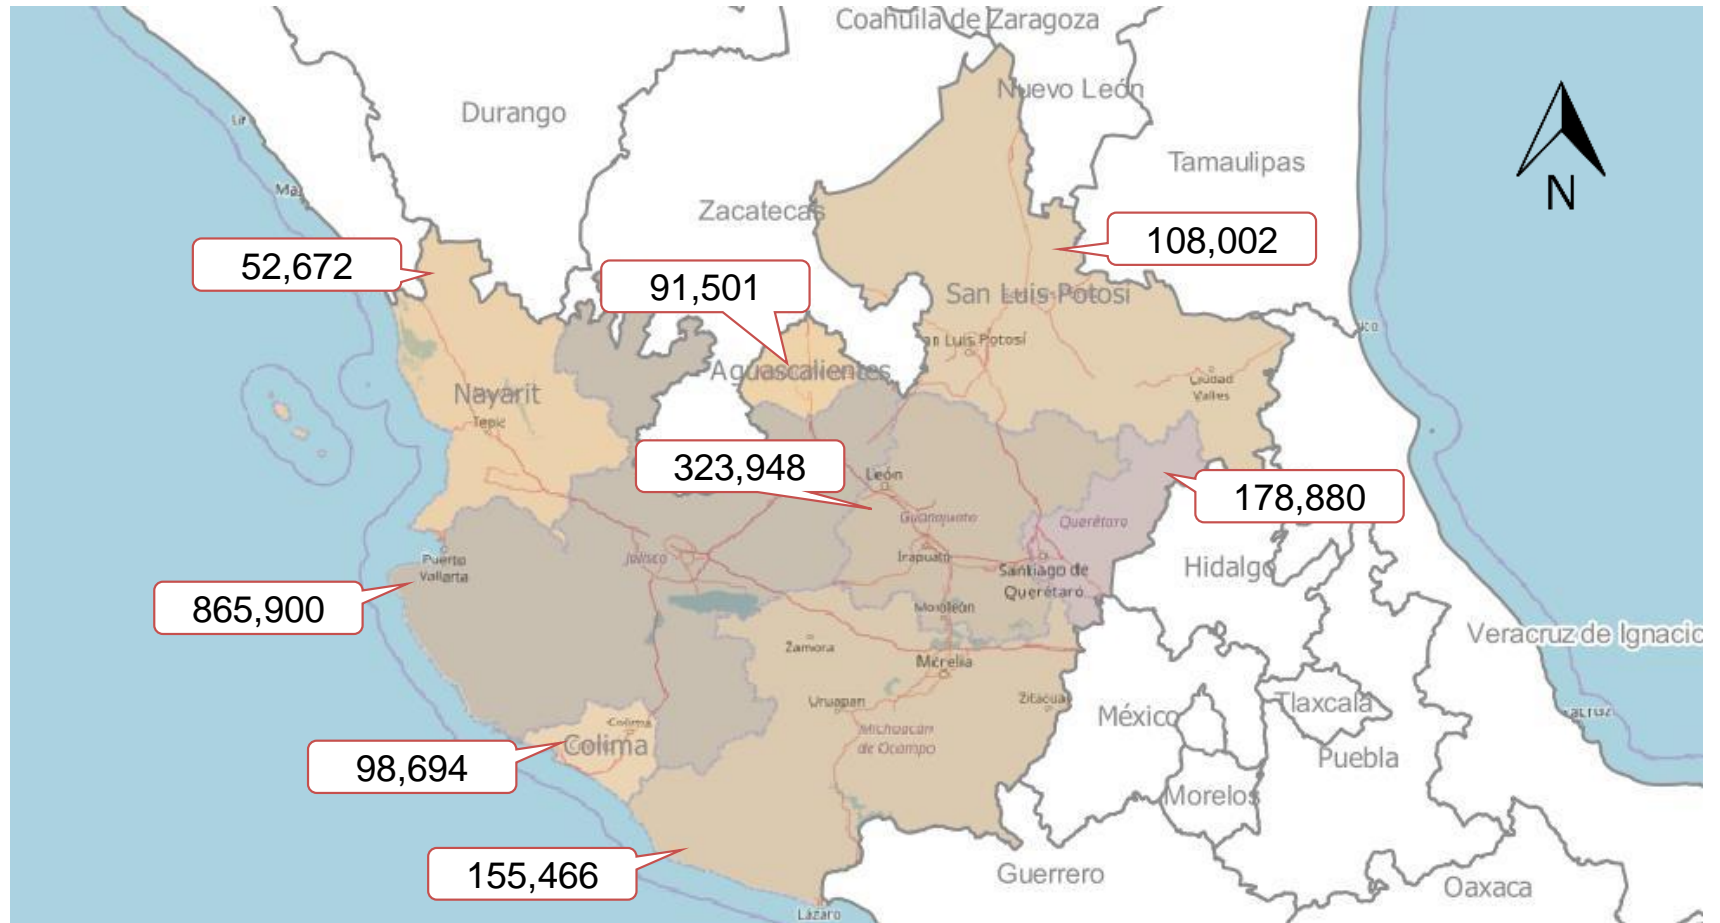 Coahuila de Zaragoza
Nuevo León
Durango
Tamaulipas
N
Zacatecas
108,002
52,672
91,501
San Luis Potosí
an Luis Potosí
Aguascalientes
Ciudad
Valles
Nayarit
Tepic
323,948
León
178,880
Guanajuato
Querétaro
Jalisco
Irapuato
Puerto
Vallarta
Santiago de
Querétaro
Hidalgo
865,900
Moroleón
Veracruz de Ignacio
Zamora
Morelia
Uruapan
Zitácua
Tlaxcala
México
Colima
Michoacán
de Ocampo
Colima
Puebla
98,694
Morelos
155,466
Guerrero
Oaxaca
Lázaro